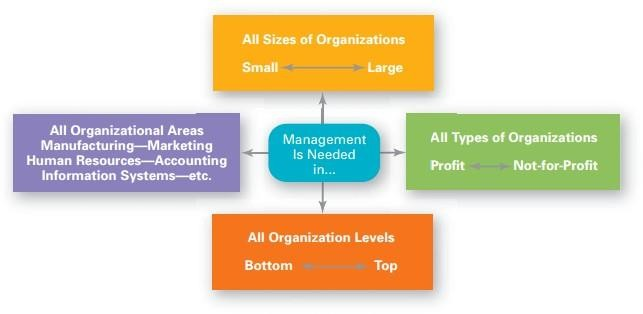 All Sizes of Organizations
Small Large
All Organizational Areas
Manufacturing—Marketing
Human Resources—Accounting
Information Systems—etc.
Management
Is Needed
in...
All Types of Organizations
Profit Not-for-Profit
All Organization Levels
Bottom Top